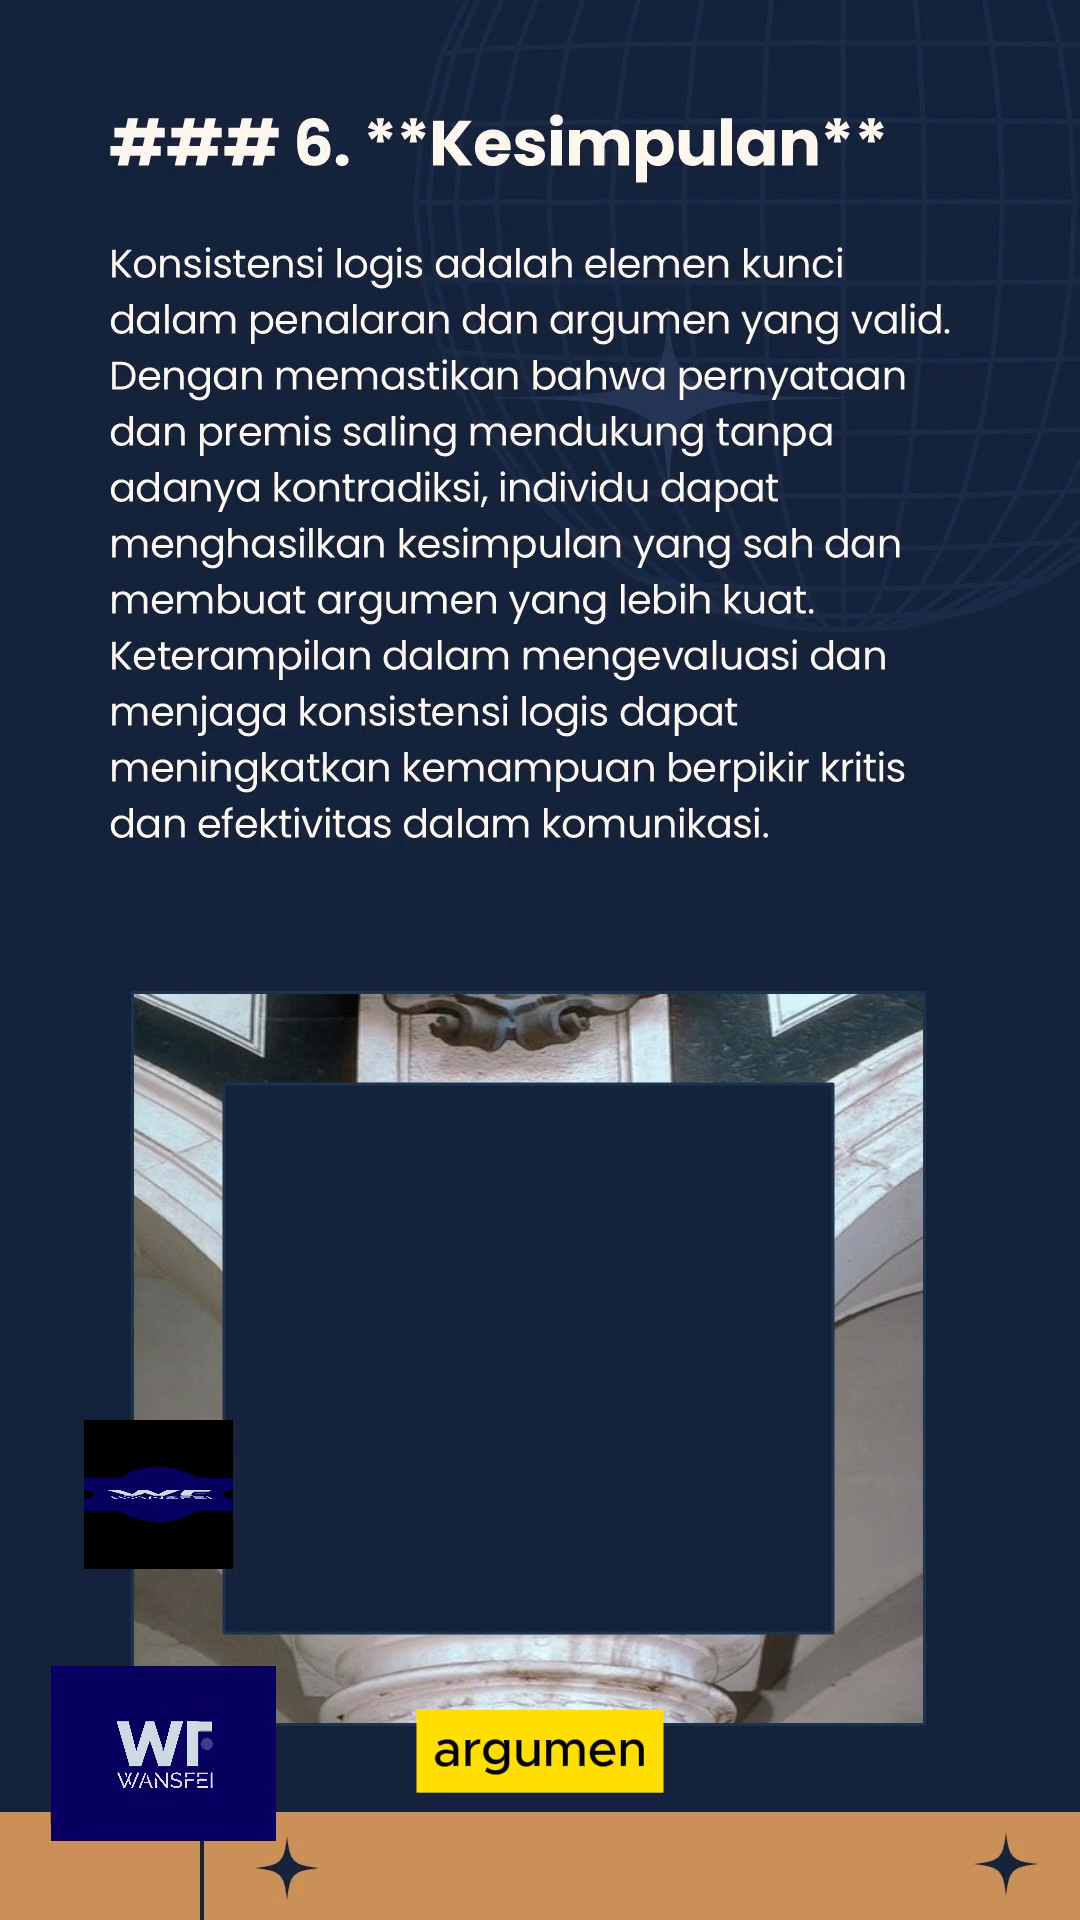 ### 6. **Kesimpulan**
Konsistensi logis adalah elemen kunci
dalam penalaran dan argumen yang valid.
Dengan memastikan bahwa pernyataan
dan premis saling mendukung tanpa
adanya kontradiksi, individu dapat
menghasilkan kesimpulan yang sah dan
membuat argumen yang lebih kuat.
Keterampilan dalam mengevaluasi dan
menjaga konsistensi logis dapat
meningkatkan kemampuan berpikir kritis
dan efektivitas dalam komunikasi.
WF
WANSFEI
WF
WANSFEI
argumen